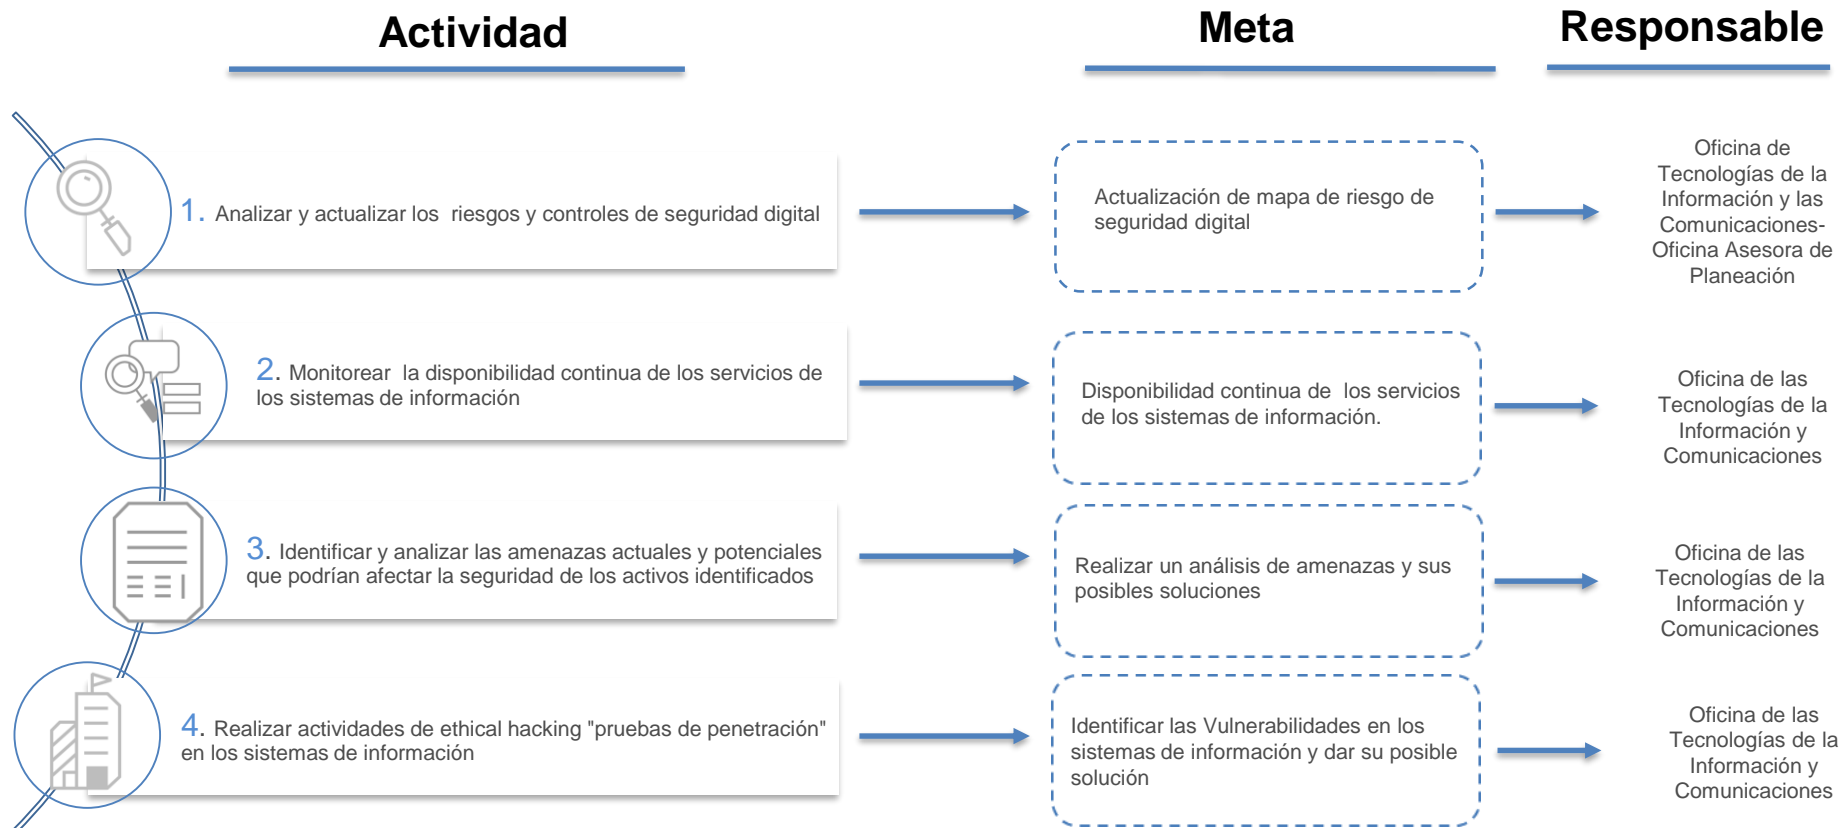 Actividad
Meta
Responsable
1. Analizar y actualizar los riesgos y controles de seguridad digital
Actualización de mapa de riesgo de
seguridad digital
Oficina de
Tecnologías de la
Información y las
Comunicaciones-
Oficina Asesora de
Planeación
2. Monitorear la disponibilidad continua de los servicios de
los sistemas de información
Disponibilidad continua de los servicios
de los sistemas de información.
Oficina de las
Tecnologías de la
Información y
Comunicaciones
3. Identificar y analizar las amenazas actuales y potenciales
que podrían afectar la seguridad de los activos identificados
Realizar un análisis de amenazas y sus
posibles soluciones
Oficina de las
Tecnologías de la
Información y
Comunicaciones
4. Realizar actividades de ethical hacking "pruebas de penetración"
en los sistemas de información
Identificar las Vulnerabilidades en los
sistemas de información y dar su posible
solución
Oficina de las
Tecnologías de la
Información y
Comunicaciones